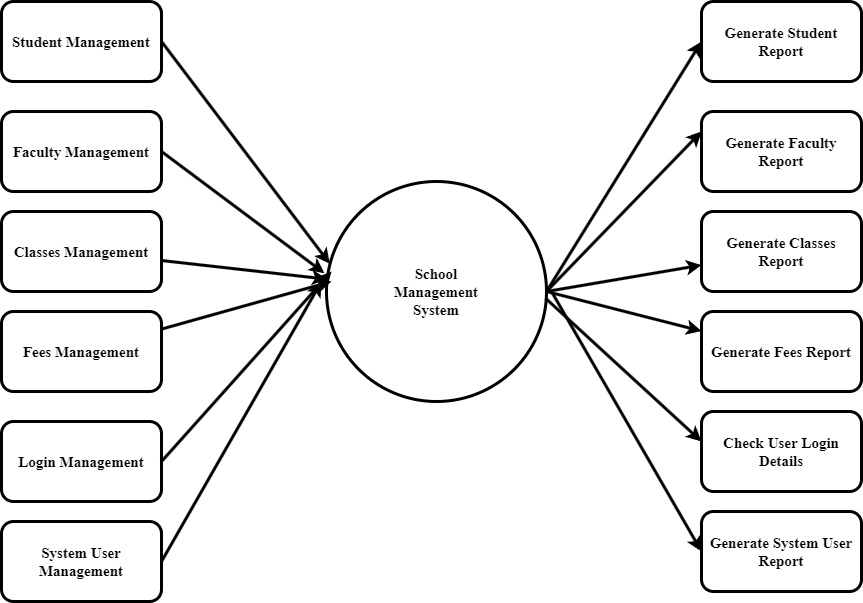 Student Management
Faculty Management
Classes Management
Fees Management
Login Management
System User
Management
School
Management
System
Generate Student
Report
Generate Faculty
Report
Generate Classes
Report
Generate Fees Report
Check User Login
Details
Generate System User
Report